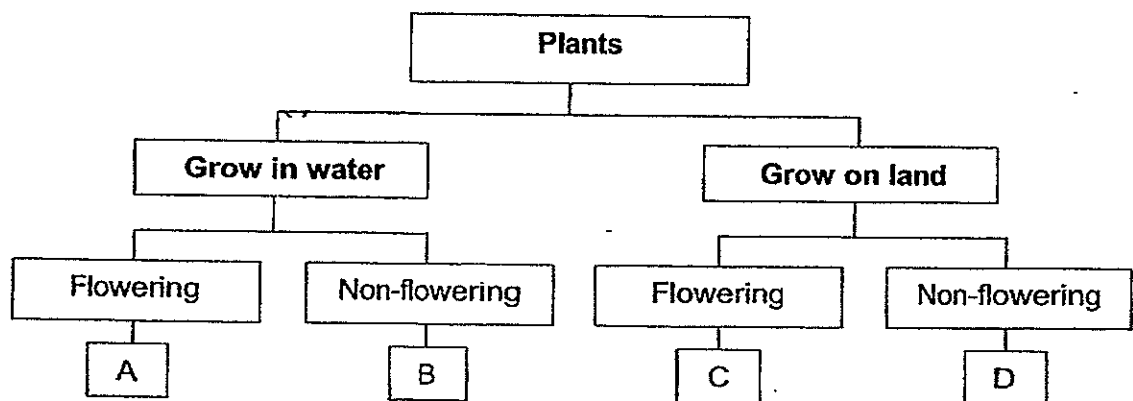 Plants
Grow in water
Grow on land
Flowering
Non-flowering
Flowering
Non-flowering
A
B
C
D